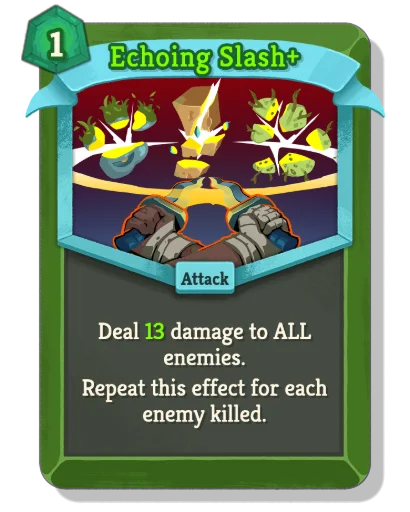 1
Echoing Slash+
Attack
Deal 13 damage to ALL
enemies.
Repeat this effect for each
enemy killed.